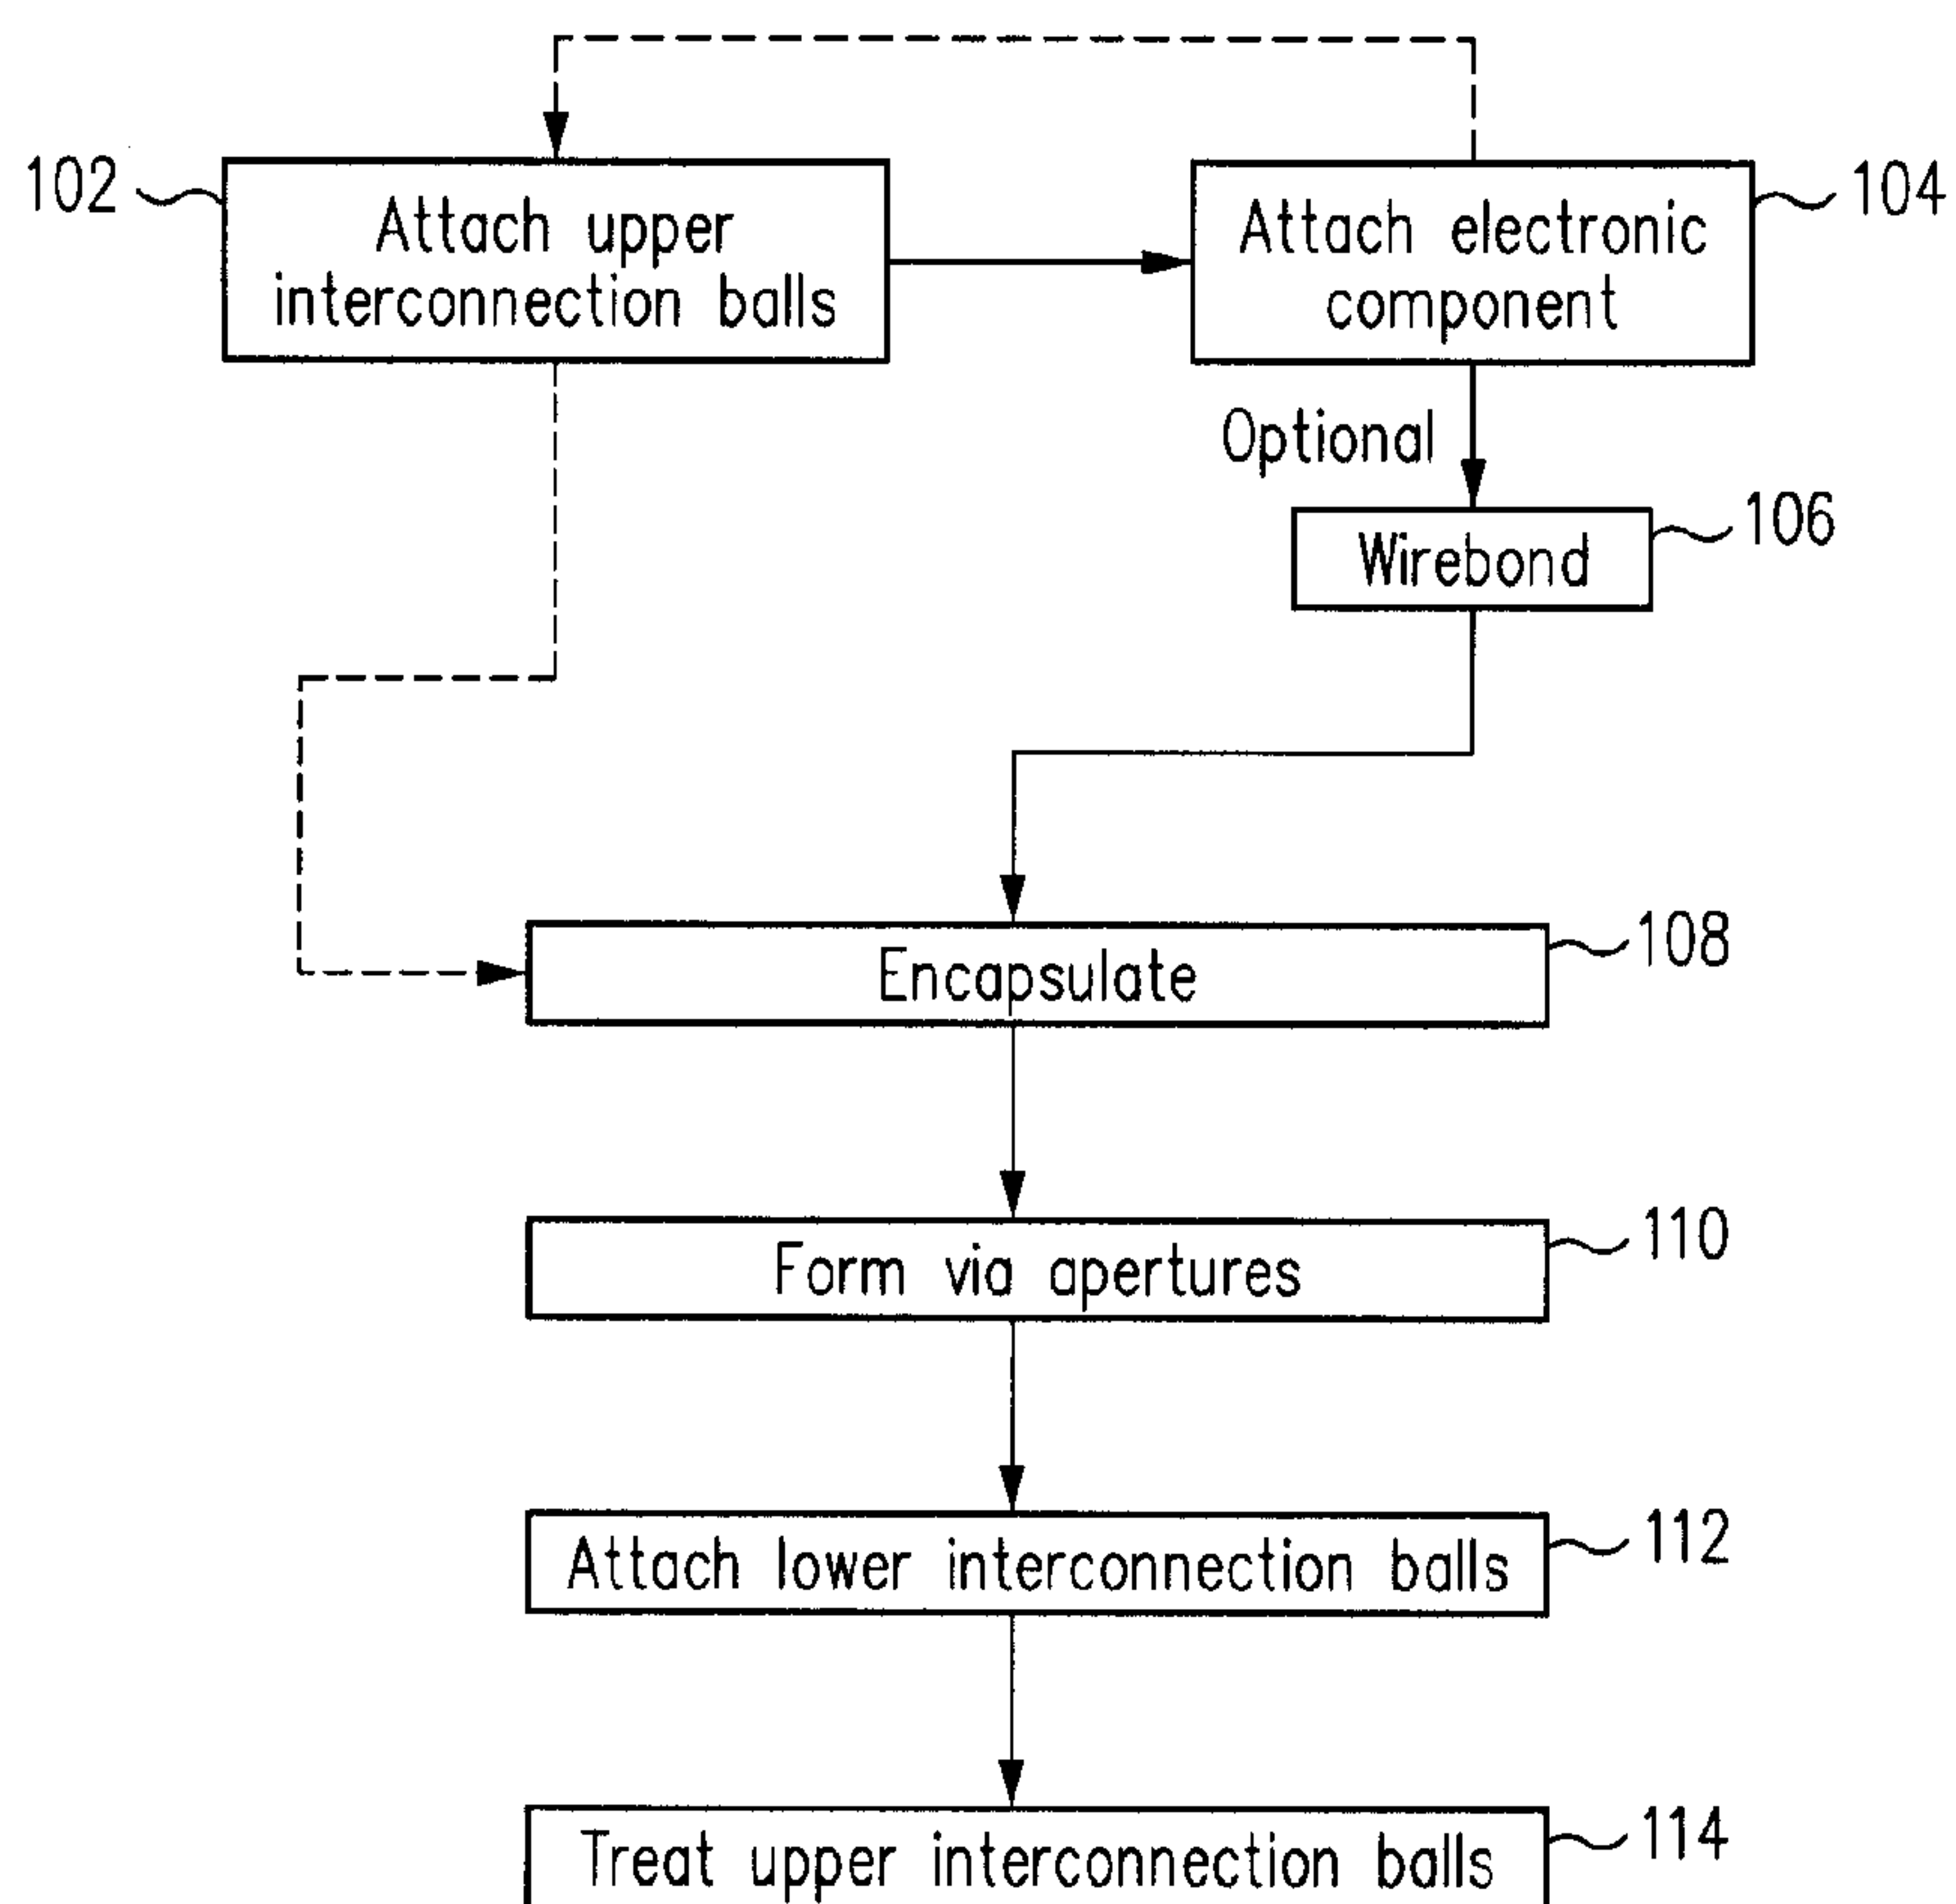 102
Attach upper
interconnection balls
Attach electronic
component
104
Optional
Wirebond
106
Encapsulate
108
Form via apertures
110
Attach lower interconnection balls
112
Treat upper interconnection balls
114